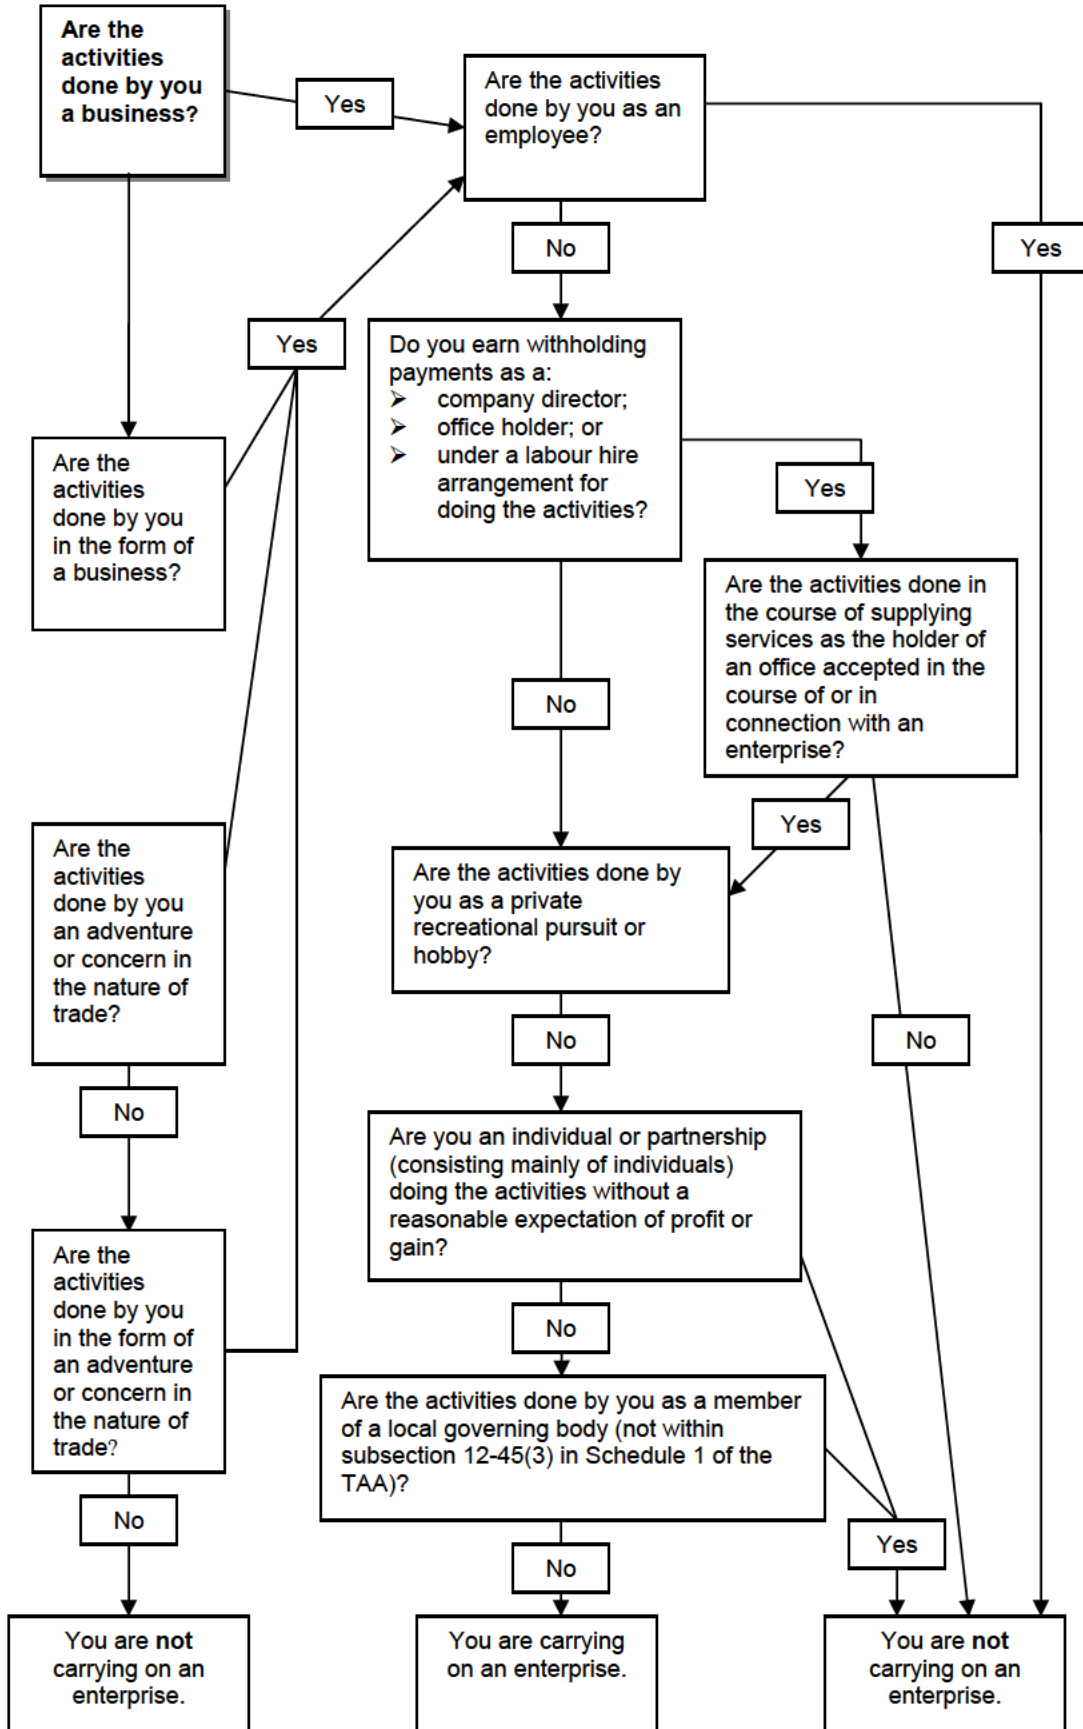 Are the
activities
done by you
a business?
Yes
Are the activities
done by you as an
employee?
No
Yes
Yes
Do you earn withholding
payments as a:
➢ company director;
➢ office holder; or
➢ under a labour hire
arrangement for
doing the activities?
Are the
activities
done by you
in the form of
a business?
Yes
Are the activities done in
the course of supplying
services as the holder of
an office accepted in the
course of or in
connection with an
enterprise?
No
Yes
Are the
activities
done by you
an adventure
or concern in
the nature of
trade?
Are the activities done by
you as a private
recreational pursuit or
hobby?
No
No
No
Are you an individual or partnership
(consisting mainly of individuals)
doing the activities without a
reasonable expectation of profit or
gain?
Are the
activities
done by you
in the form of
an adventure
or concern in
the nature of
trade?
No
Are the activities done by you as a member
of a local governing body (not within
subsection 12-45(3) in Schedule 1 of the
TAA)?
No
Yes
No
You are not
carrying on an
enterprise.
You are carrying
on an enterprise.
You are not
carrying on an
enterprise.